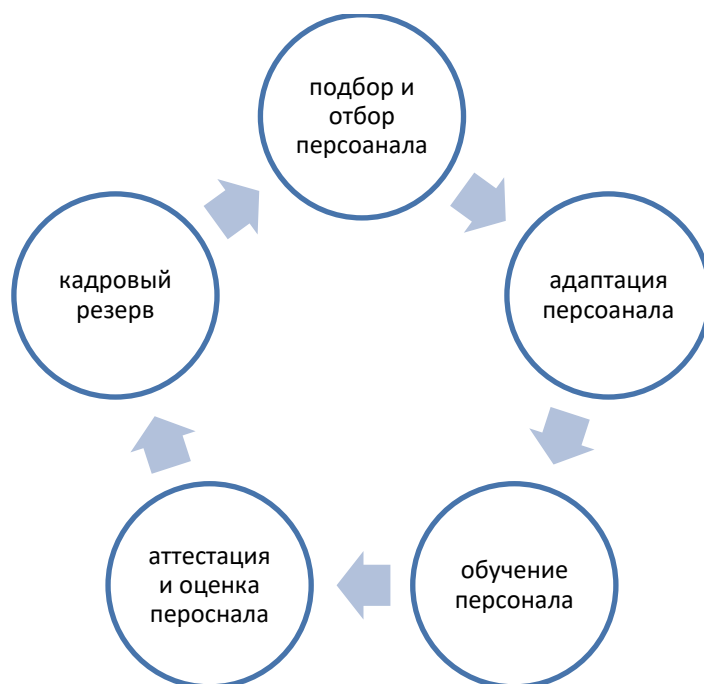 подбор и
отбор
персоанала
адаптация
персоанала
обучение
персонала
аттестация
и оценка
пероснала
кадровый
резерв